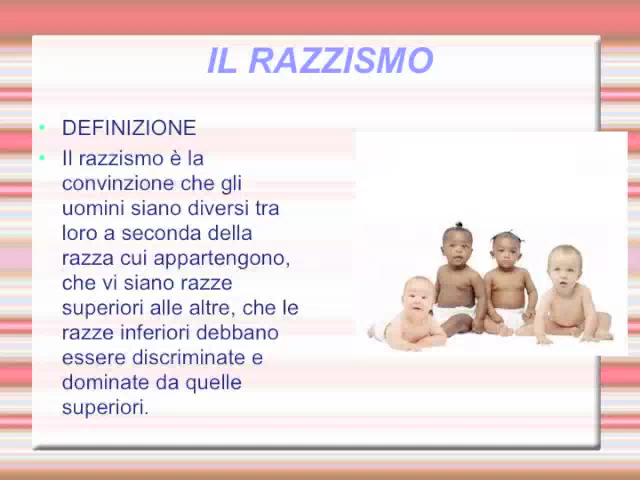 IL RAZZISMO
DEFINIZIONE
Il razzismo è la
convinzione che gli
uomini siano diversi tra
loro a seconda della
razza cui appartengono,
che vi siano razze
superiori alle altre, che le
razze inferiori debbano
essere discriminate e
dominate da quelle
superiori.